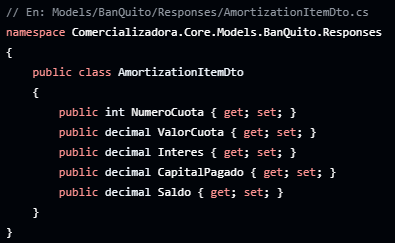 // En: Models/BanQuito/Responses/AmortizationItemDto.cs
namespace Comercializadora.Core.Models.BanQuito.Responses
{
    public class AmortizationItemDto
    {
        public int NumeroCuota { get; set; }
        public decimal ValorCuota { get; set; }
        public decimal Interes { get; set; }
        public decimal CapitalPagado { get; set; }
        public decimal Saldo { get; set; }
    }
}